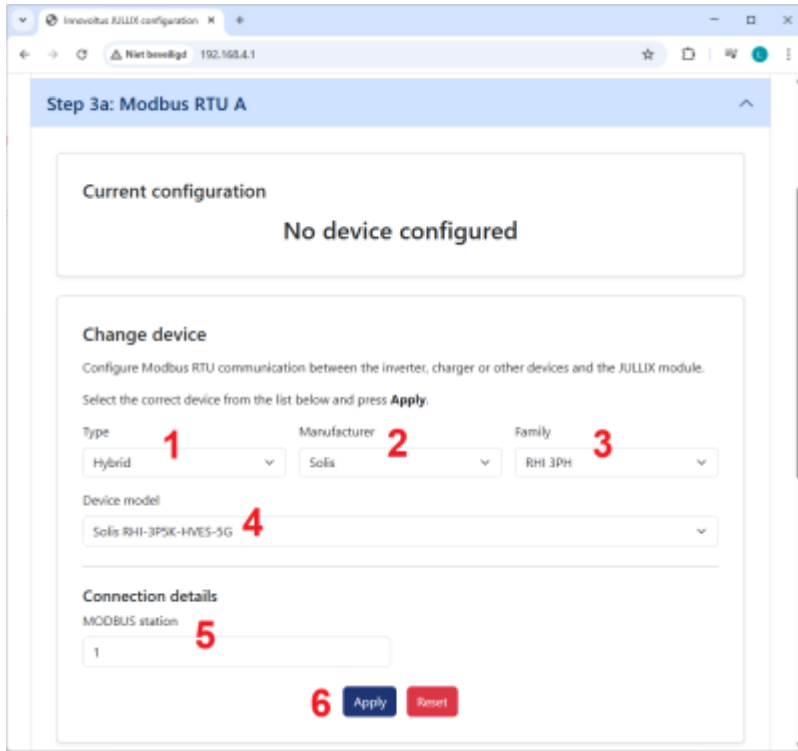 Innovoltus JULLIX configuration
Niet beveiligd 192.168.4.1
L
Step 3a: Modbus RTU A
Current configuration
No device configured
Change device
Configure Modbus RTU communication between the inverter, charger or other devices and the JULLIX module.
Select the correct device from the list below and press Apply.
Type 1 Manufacturer 2 Family 3
Hybrid Solis RHI 3PH
Device model
Solis RHI-3P5K-HVES-5G 4
Connection details
MODBUS station
5
1
6 Apply Reset